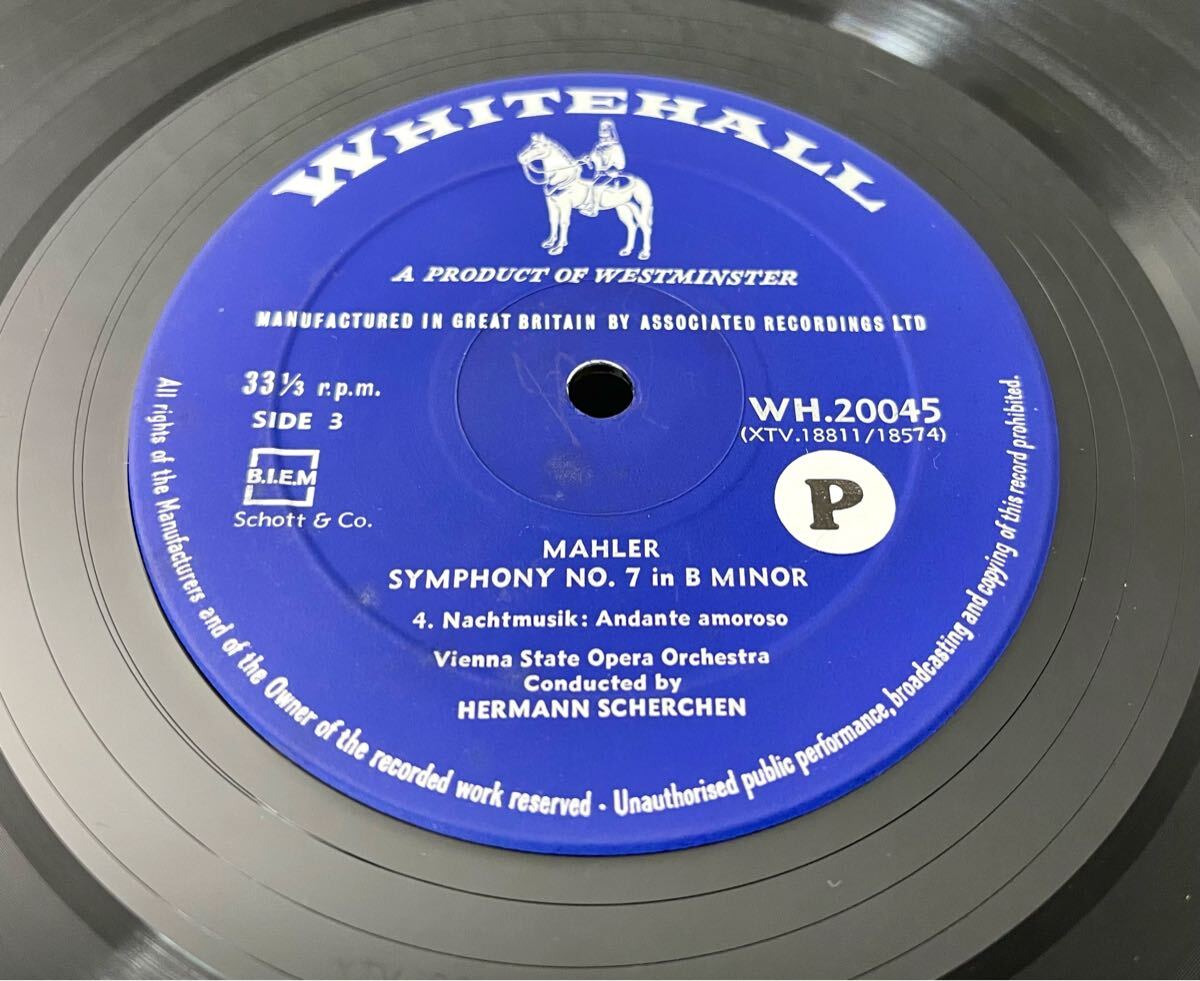 WHITEHALL
A PRODUCT OF WESTMINSTER
MANUFACTURED IN GREAT BRITAIN BY ASSOCIATED RECORDINGS LTD
33 1/3 r.p.m.
SIDE 3
B.I.E.M
Schott & Co.
WH.20045
(XTV.18811/18574)
P
MAHLER
SYMPHONY NO. 7 in B MINOR
4. Nachtmusik: Andante amoroso
Vienna State Opera Orchestra
Conducted by
HERMANN SCHERCHEN
All rights of the Manufacturers and of the Owner of the recorded work reserved - Unauthorised public performance, broadcasting and copying of this record prohibited.
XTV